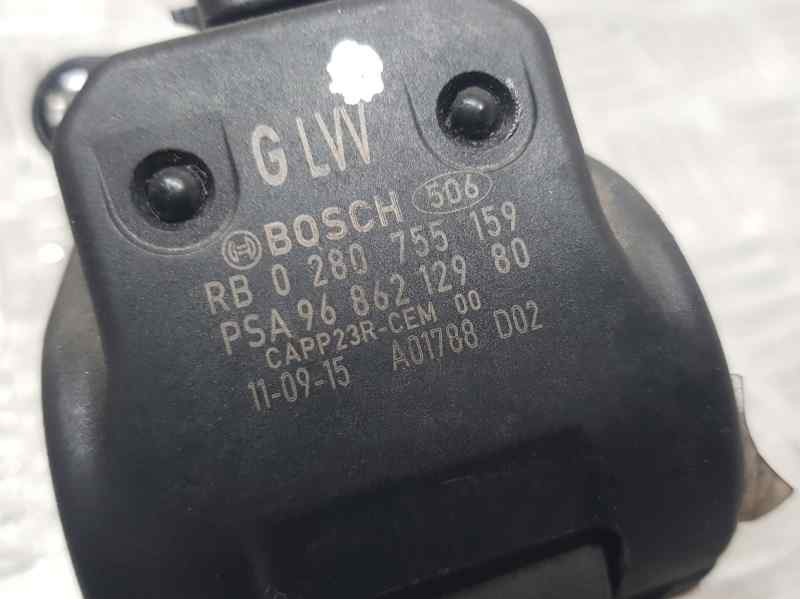 G LVV
BOSCH 506
RB 0 280 755 159
PSA 96 862 129 80
CAPP23R-CEM 00
11-09-15 A01788 D02